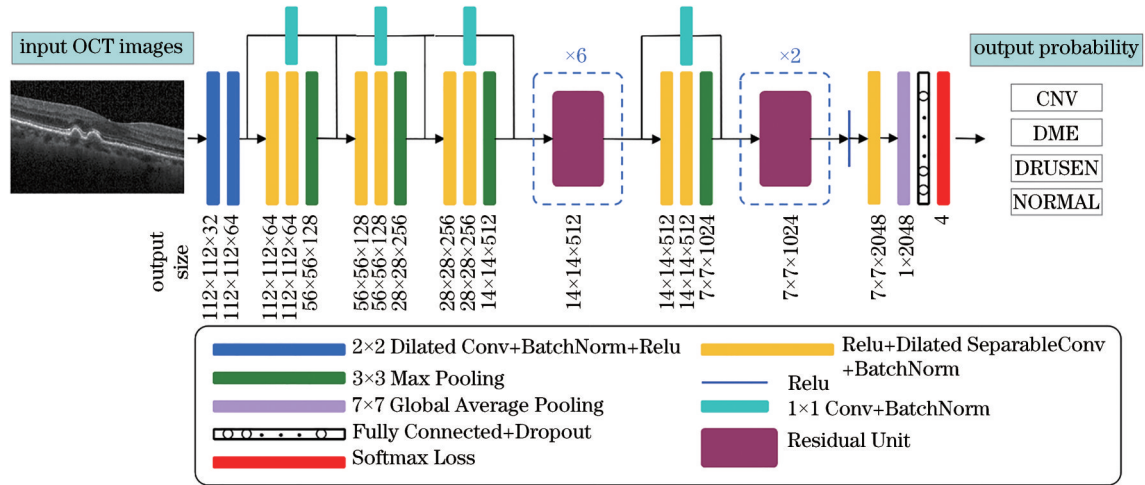 input OCT images
×6
×2
output probability
CNV
DME
DRUSEN
NORMAL
output
size
112×112×32
112×112×64
112×112×64
112×112×64
56×56×128
56×56×128
56×56×128
28×28×256
28×28×256
28×28×256
14×14×512
14×14×512
14×14×512
14×14×512
7×7×1024
7×7×1024
7×7×2048
1×2048
4
2×2 Dilated Conv+BatchNorm+Relu
3×3 Max Pooling
7×7 Global Average Pooling
Fully Connected+Dropout
Softmax Loss
Relu+Dilated SeparableConv
+BatchNorm
Relu
1×1 Conv+BatchNorm
Residual Unit